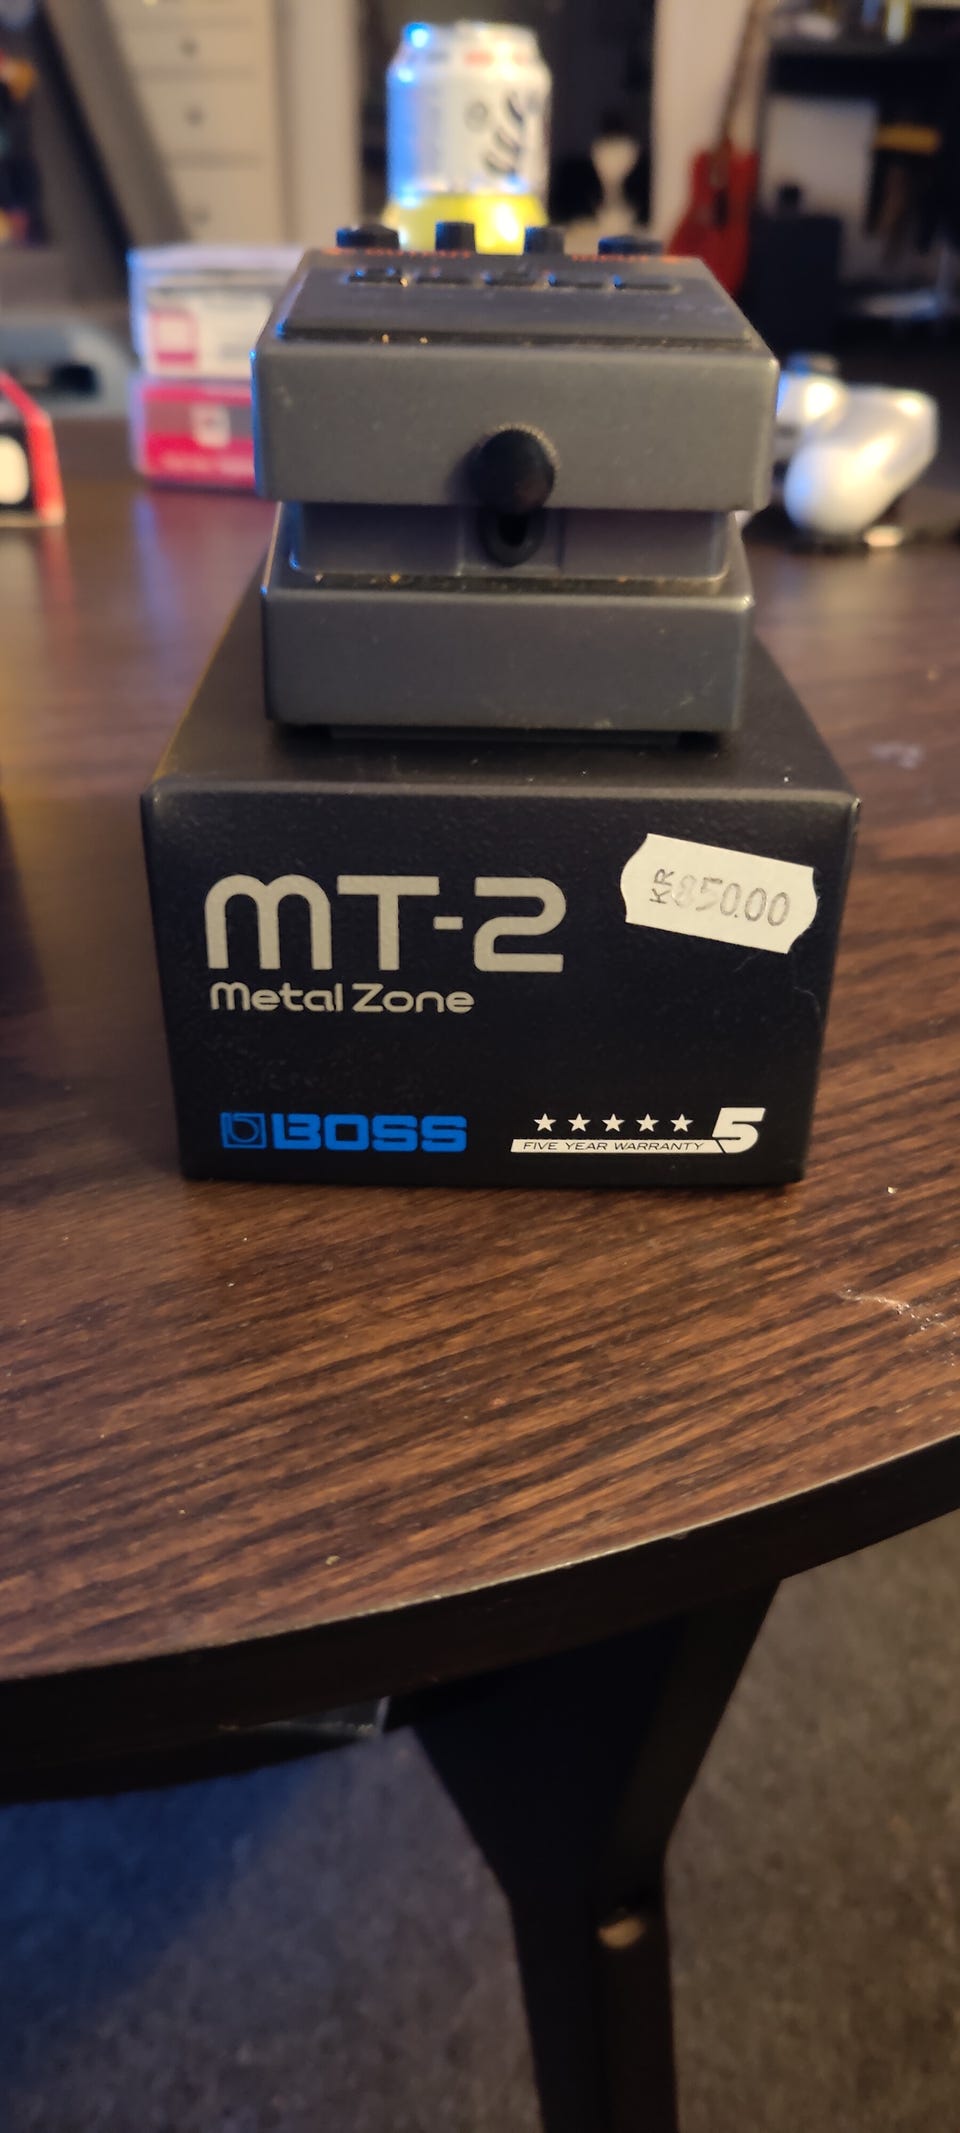 MT-2
Metal Zone
KR 850.00
BOSS
FIVE YEAR WARRANTY 5